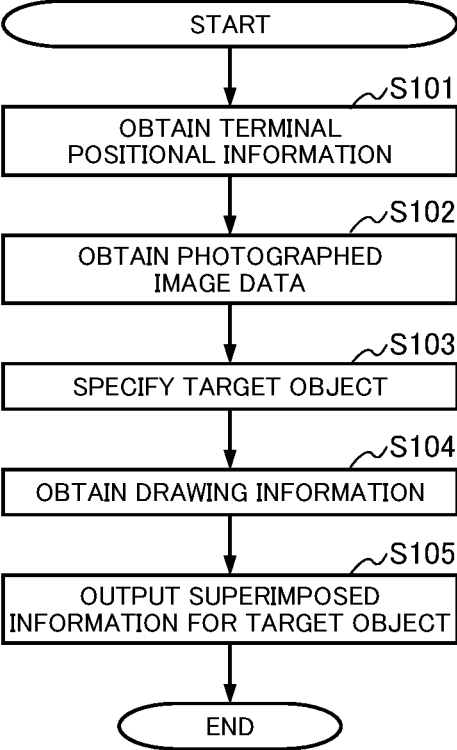 START
S101
OBTAIN TERMINAL
POSITIONAL INFORMATION
S102
OBTAIN PHOTOGRAPHED
IMAGE DATA
S103
SPECIFY TARGET OBJECT
S104
OBTAIN DRAWING INFORMATION
S105
OUTPUT SUPERIMPOSED
INFORMATION FOR TARGET OBJECT
END